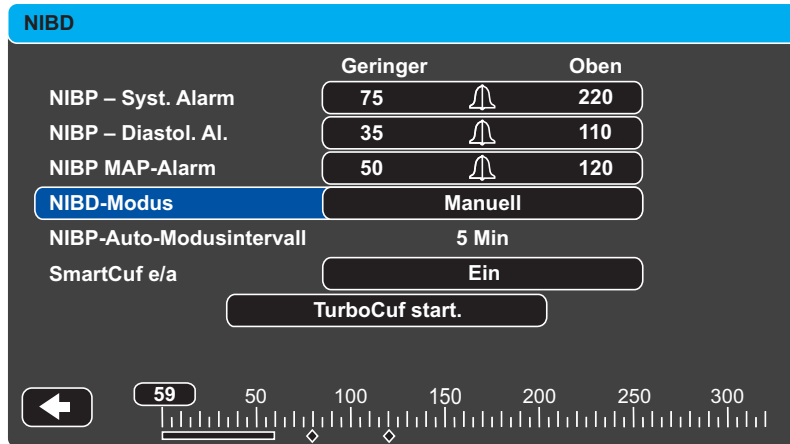 NIBD
Geringer Oben
NIBP – Syst. Alarm 75 220
NIBP – Diastol. Al. 35 110
NIBP MAP-Alarm 50 120
NIBD-Modus Manuell
NIBP-Auto-Modusintervall 5 Min
SmartCuf e/a Ein
TurboCuf start.
59 50 100 150 200 250 300